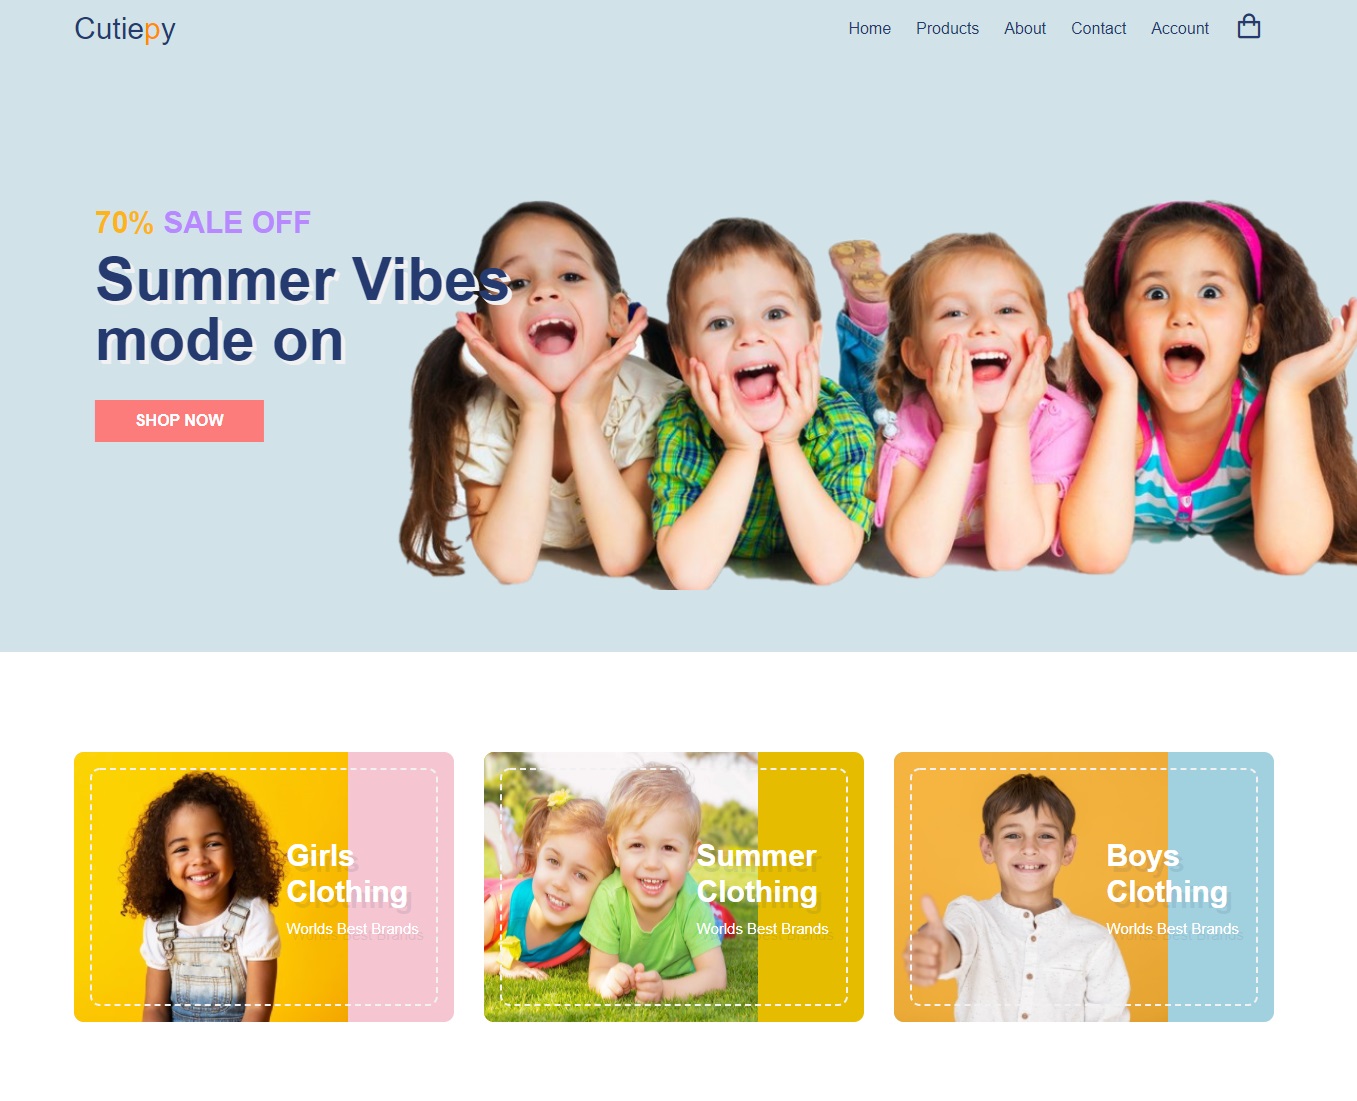 Cutiepy
Home Products About Contact Account
70% SALE OFF
Summer Vibes
mode on
SHOP NOW
Girls
Clothing
Worlds Best Brands
Summer
Clothing
Worlds Best Brands
Boys
Clothing
Worlds Best Brands